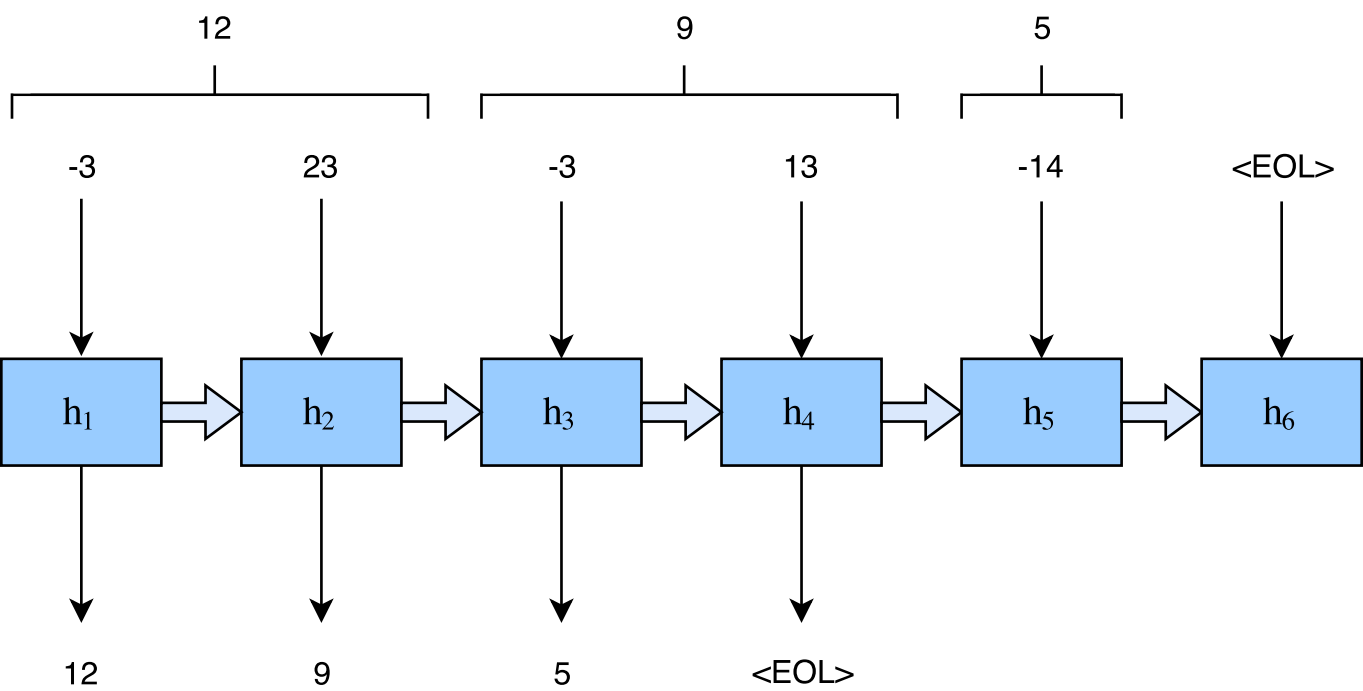 12 9 5
-3 23 -3 13 -14 <EOL>
h₁ h₂ h₃ h₄ h₅ h₆
12 9 5 <EOL>